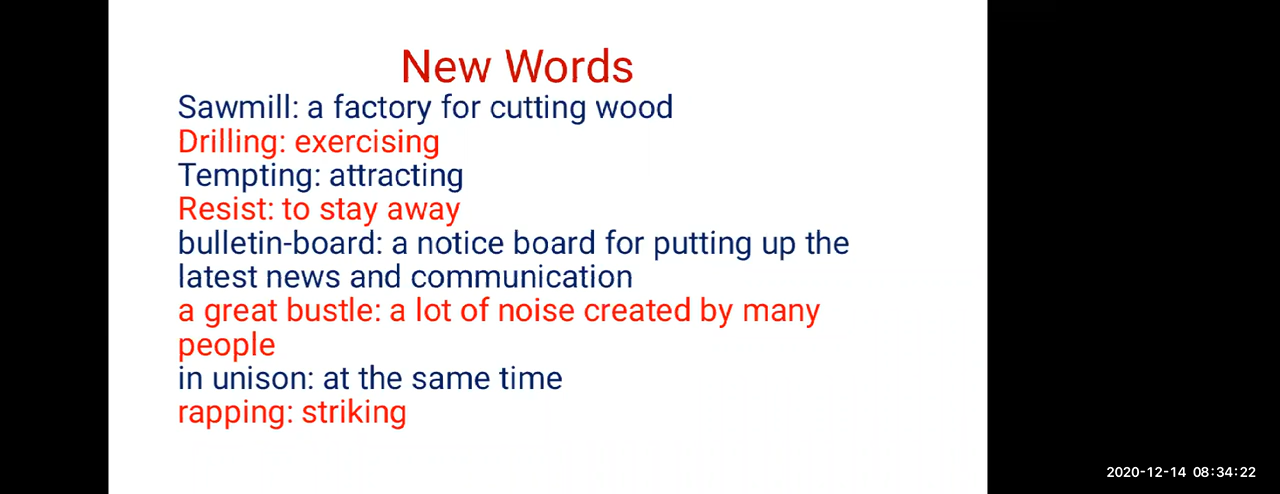 New Words
Sawmill: a factory for cutting wood
Drilling: exercising
Tempting: attracting
Resist: to stay away
bulletin-board: a notice board for putting up the
latest news and communication
a great bustle: a lot of noise created by many
people
in unison: at the same time
rapping: striking
2020-12-14 08:34:22